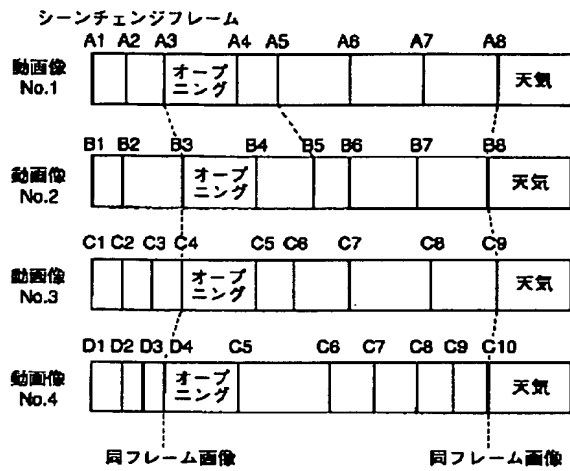 シーンチェンジフレーム
A1 A2 A3 A4 A5 A6 A7 A8
動画像
No.1
オープ
ニング
天気
B1 B2 B3 B4 B5 B6 B7 B8
動画像
No.2
オープ
ニング
天気
C1 C2 C3 C4 C5 C6 C7 C8 C9
動画像
No.3
オープ
ニング
天気
D1 D2 D3 D4 C5 C6 C7 C8 C9 C10
動画像
No.4
オープ
ニング
天気
同フレーム画像 同フレーム画像